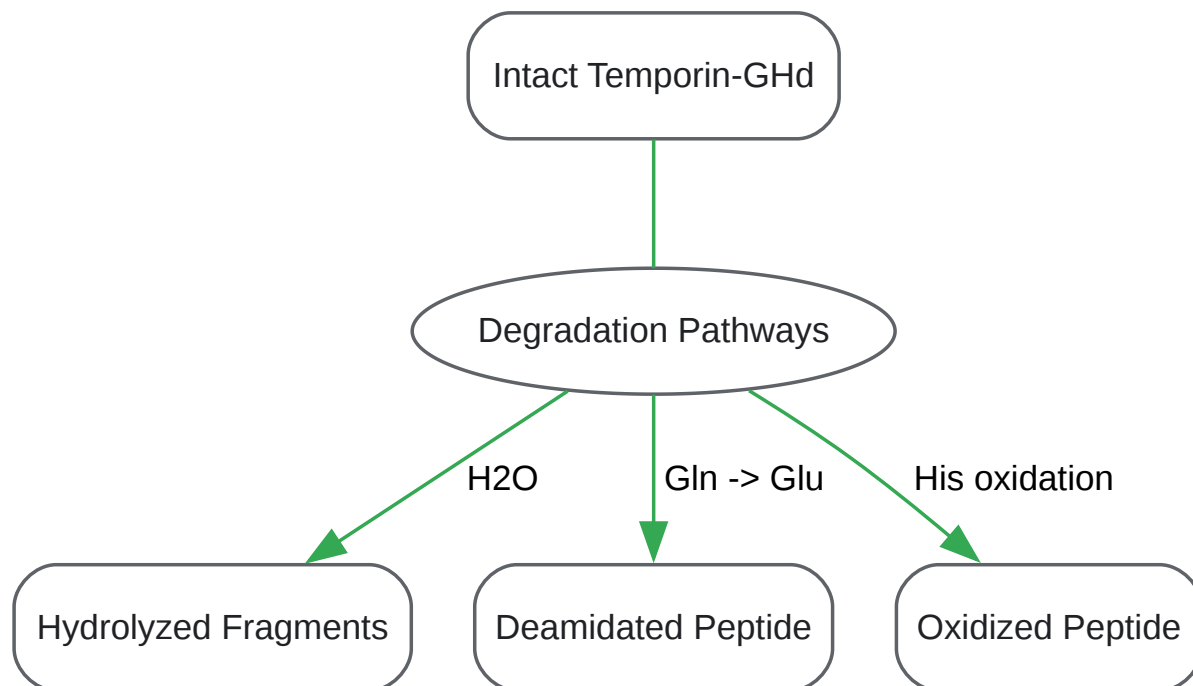 Intact Temporin-GHd
Degradation Pathways
H2O
Gln -> Glu
His oxidation
Hydrolyzed Fragments
Deamidated Peptide
Oxidized Peptide